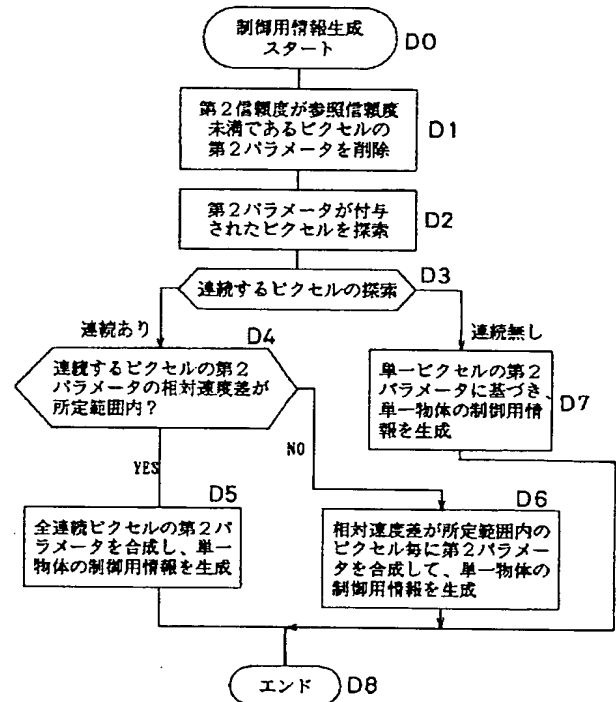 制御用情報生成
スタート
D0
第2信頼度が参照信頼度
未満であるピクセルの
第2パラメータを削除
D1
第2パラメータが付与
されたピクセルを探索
D2
連続するピクセルの探索
D3
連続あり
連続無し
D4
連続するピクセルの第2
パラメータの相対速度差が
所定範囲内?
単一ピクセルの第2
パラメータに基づき、
単一物体の制御用情
報を生成
D7
YES
NO
D5
全連続ピクセルの第2パ
ラメータを合成し、単一
物体の制御用情報を生成
D6
相対速度差が所定範囲内の
ピクセル毎に第2パラメー
タを合成して、単一物体の
制御用情報を生成
エンド
D8